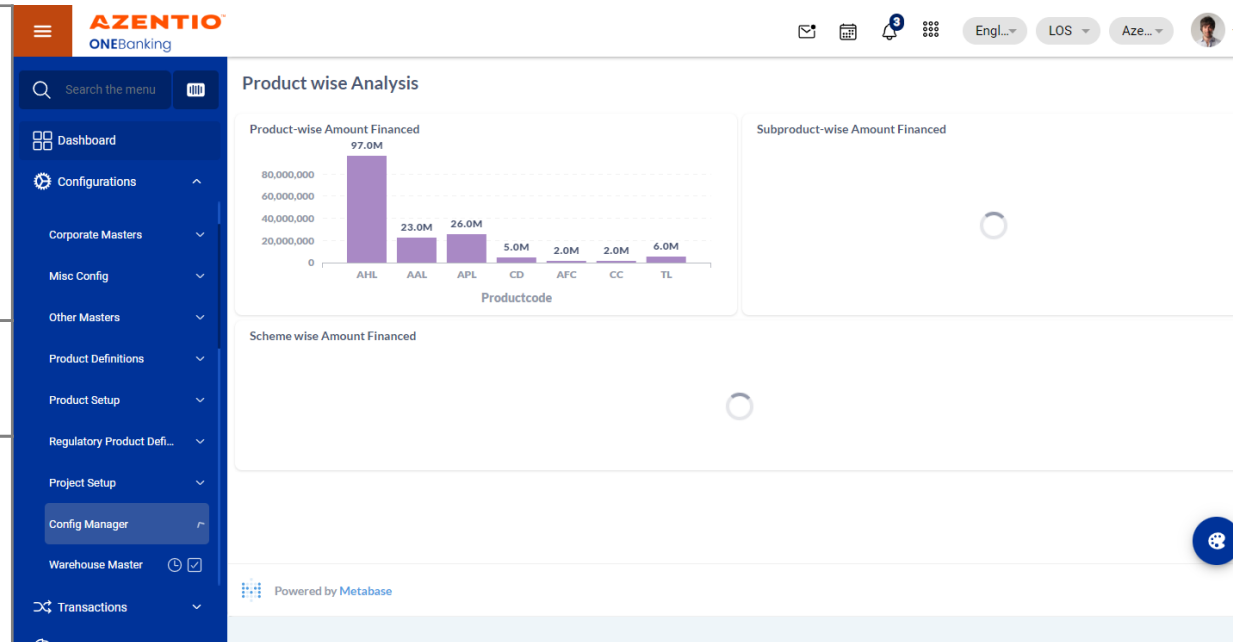 AZENTIO
ONEBanking
3
Engl...
LOS
Aze...
Search the menu
Dashboard
Configurations
Corporate Masters
Misc Config
Other Masters
Product Definitions
Product Setup
Regulatory Product Defi...
Project Setup
Config Manager
Warehouse Master
Transactions
Product wise Analysis
Product-wise Amount Financed
97.0M
80,000,000
60,000,000
40,000,000
20,000,000
0
23.0M
26.0M
5.0M
2.0M
2.0M
6.0M
AHL AAL APL CD AFC CC TL
Productcode
Subproduct-wise Amount Financed
Scheme wise Amount Financed
Powered by Metabase